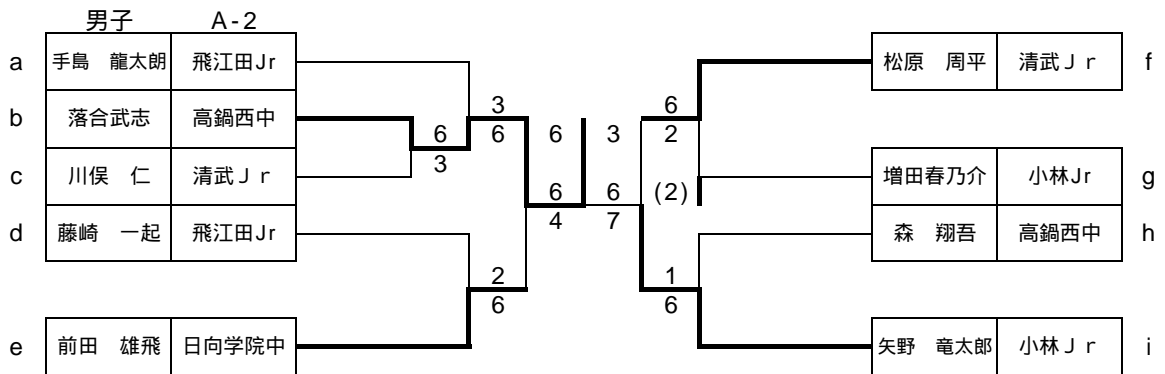 男子 A-2
a 手島 龍太朗 飛江田Jr 松原 周平 清武Ｊｒ f
3 6
b 落合武志 高鍋西中 6 6 6 3 2
3
c 川俣 仁 清武Ｊｒ 6 6 (2) 増田春乃介 小林Jr g
4 7
d 藤崎 一起 飛江田Jr 森 翔吾 高鍋西中 h
2 1
6 6
e 前田 雄飛 日向学院中 矢野 竜太郎 小林Ｊｒ i